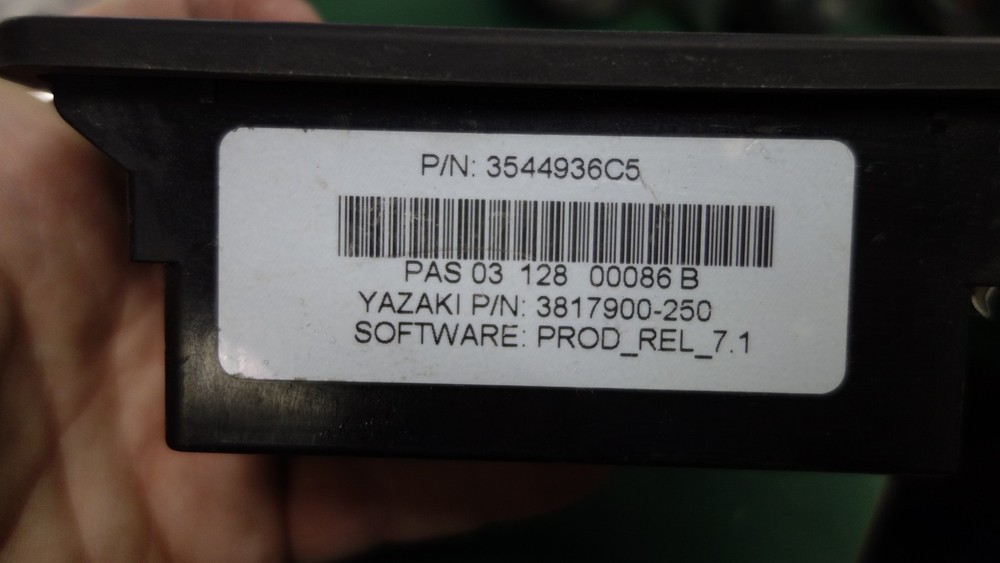 P/N: 3544936C5
PAS 03 128 00086 B
YAZAKI P/N: 3817900-250
SOFTWARE: PROD_REL_7.1